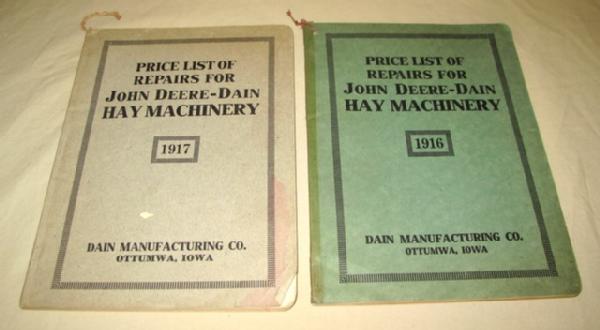 PRICE LIST OF
REPAIRS FOR
JOHN DEERE-DAIN
HAY MACHINERY
1917
DAIN MANUFACTURING CO.
OTTUMWA, IOWA
PRICE LIST OF
REPAIRS FOR
JOHN DEERE-DAIN
HAY MACHINERY
1916
DAIN MANUFACTURING CO.
OTTUMWA, IOWA